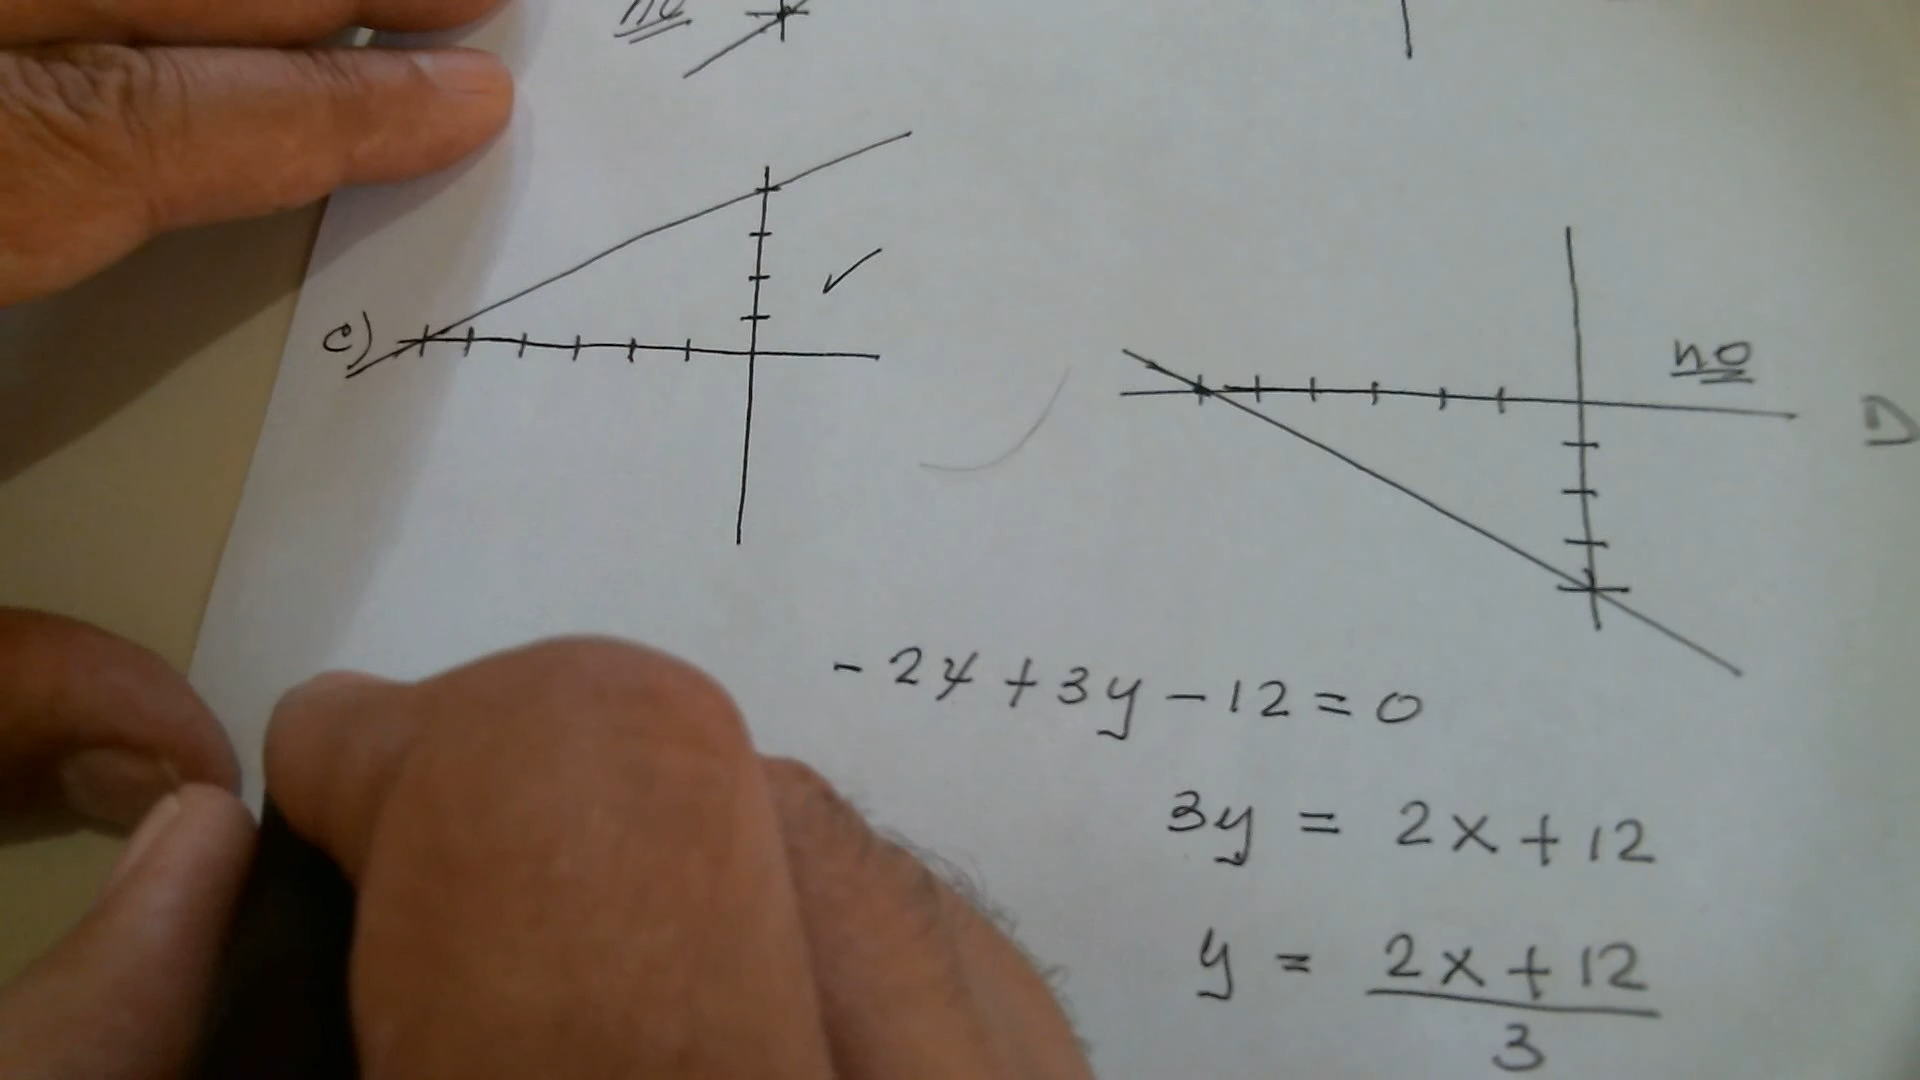 no
c)
no
D
- 2x + 3y - 12 = 0
3y = 2x + 12
y = 2x + 12
3